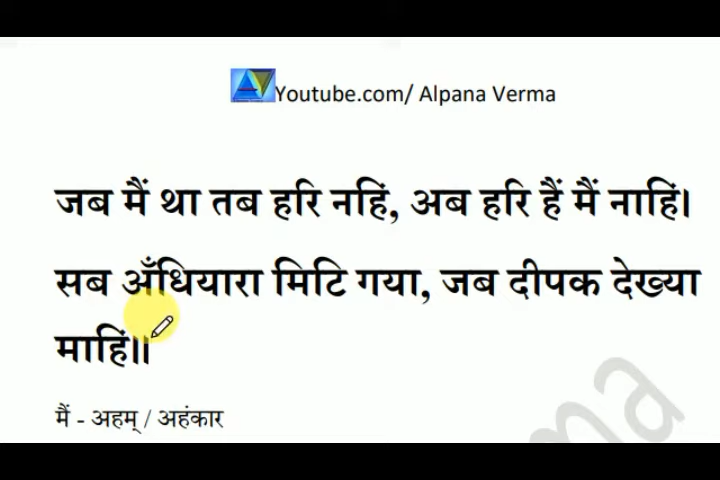 Youtube.com/ Alpana Verma
जब मैं था तब हरि नहिं, अब हरि हैं मैं नाहिं।
सब अँधियारा मिटि गया, जब दीपक देख्या
माहिं॥
मैं - अहम् / अहंकार